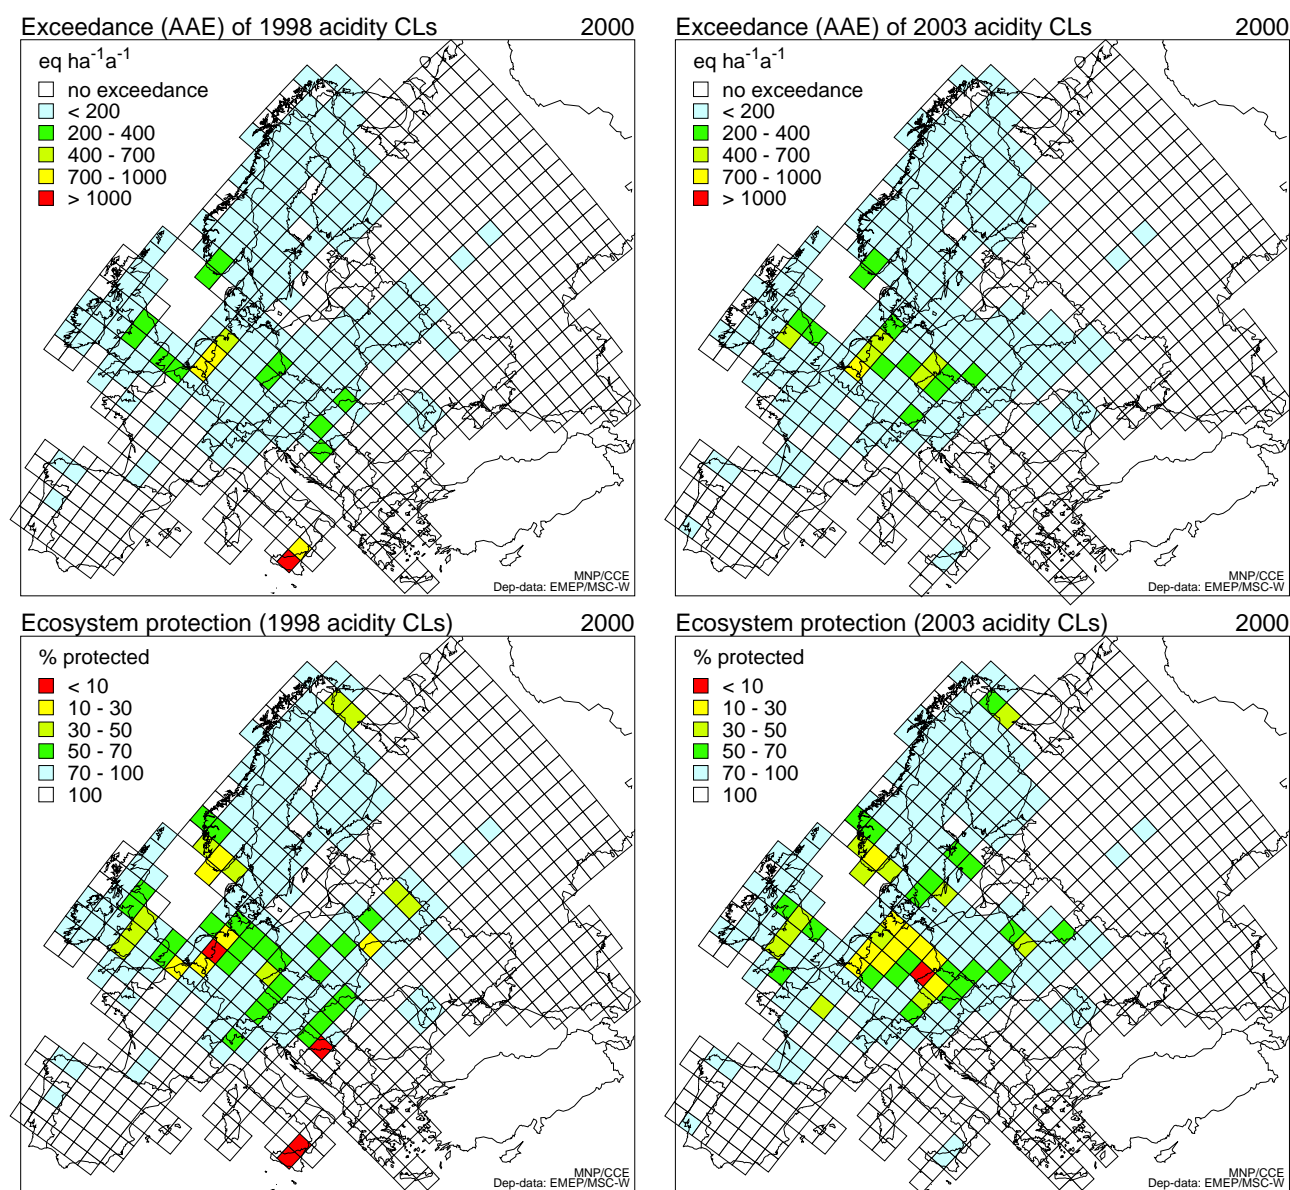 Exceedance (AAE) of 1998 acidity CLs 2000
eq ha⁻¹a⁻¹
no exceedance
< 200
200 - 400
400 - 700
700 - 1000
> 1000
MNP/CCE
Dep-data: EMEP/MSC-W
Exceedance (AAE) of 2003 acidity CLs 2000
eq ha⁻¹a⁻¹
no exceedance
< 200
200 - 400
400 - 700
700 - 1000
> 1000
MNP/CCE
Dep-data: EMEP/MSC-W
Ecosystem protection (1998 acidity CLs) 2000
% protected
< 10
10 - 30
30 - 50
50 - 70
70 - 100
100
MNP/CCE
Dep-data: EMEP/MSC-W
Ecosystem protection (2003 acidity CLs) 2000
% protected
< 10
10 - 30
30 - 50
50 - 70
70 - 100
100
MNP/CCE
Dep-data: EMEP/MSC-W